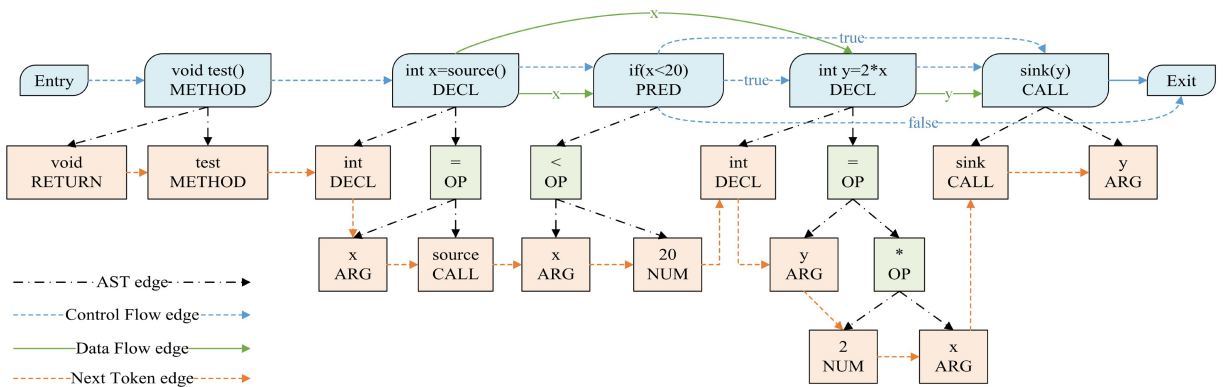 x
true
Entry
void test()
METHOD
int x=source()
DECL
x
if(x<20)
PRED
true
int y=2*x
DECL
y
sink(y)
CALL
Exit
false
void
RETURN
test
METHOD
int
DECL
=
OP
<
OP
int
DECL
=
OP
sink
CALL
y
ARG
x
ARG
source
CALL
x
ARG
20
NUM
y
ARG
*
OP
2
NUM
x
ARG
AST edge
Control Flow edge
Data Flow edge
Next Token edge